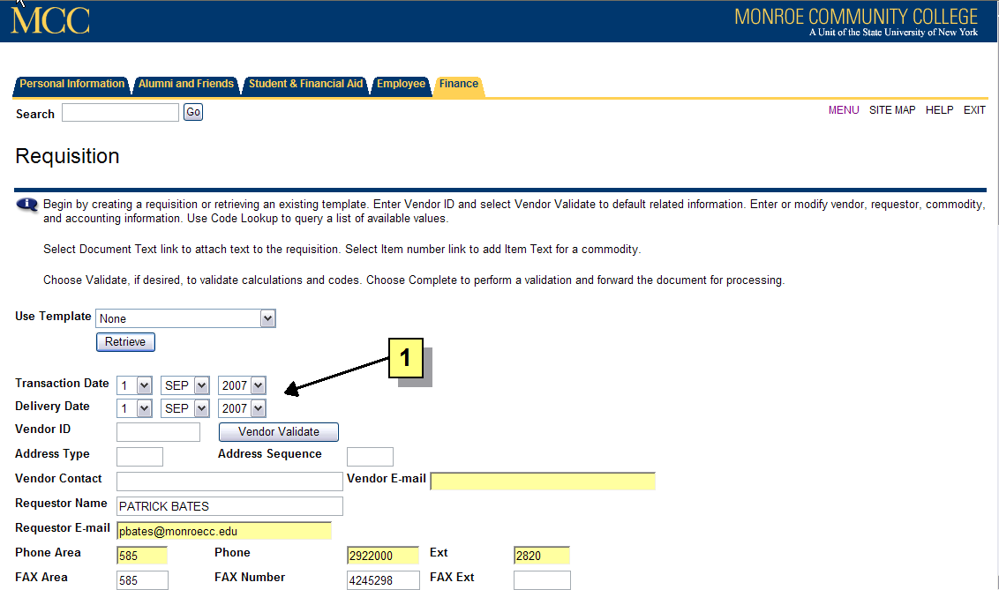 MCC
MONROE COMMUNITY COLLEGE
A Unit of the State University of New York
Personal Information Alumni and Friends Student & Financial Aid Employee Finance
Search Go MENU SITE MAP HELP EXIT
Requisition
Begin by creating a requisition or retrieving an existing template. Enter Vendor ID and select Vendor Validate to default related information. Enter or modify vendor, requestor, commodity,
and accounting information. Use Code Lookup to query a list of available values.
Select Document Text link to attach text to the requisition. Select Item number link to add Item Text for a commodity.
Choose Validate, if desired, to validate calculations and codes. Choose Complete to perform a validation and forward the document for processing.
Use Template None
Retrieve
1
Transaction Date 1 SEP 2007
Delivery Date 1 SEP 2007
Vendor ID Vendor Validate
Address Type Address Sequence
Vendor Contact Vendor E-mail
Requestor Name PATRICK BATES
Requestor E-mail pbates@monroecc.edu
Phone Area 585 Phone 2922000 Ext 2820
FAX Area 585 FAX Number 4245298 FAX Ext